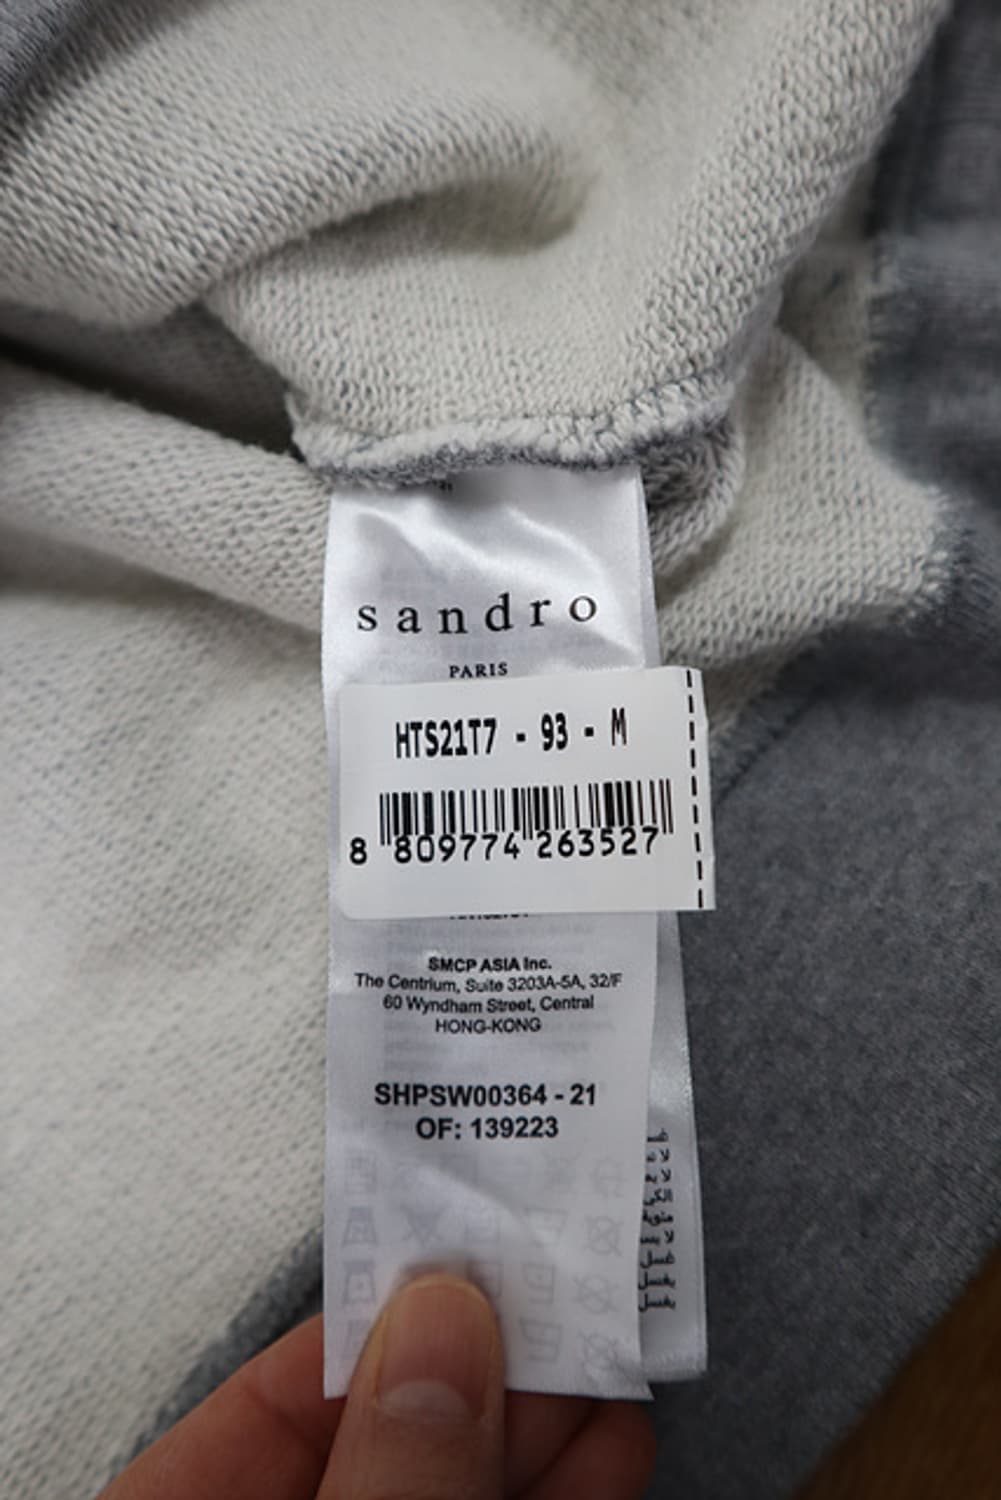 sandro
PARIS
HTS21T7 - 93 - M
8 809774 263527
SMCP ASIA Inc.
The Centrium, Suite 3203A-5A, 32/F
60 Wyndham Street, Central
HONG-KONG
SHPSW00364 - 21
OF: 139223